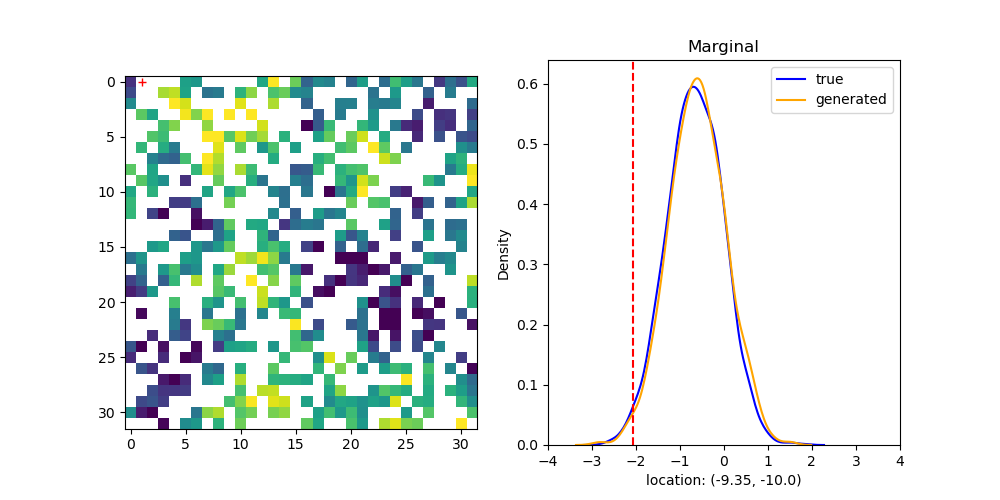 Marginal
0
5
10
15
20
25
30
0 5 10 15 20 25 30
Density
0.6
0.5
0.4
0.3
0.2
0.1
0.0
true
generated
−4 −3 −2 −1 0 1 2 3 4
location: (-9.35, -10.0)